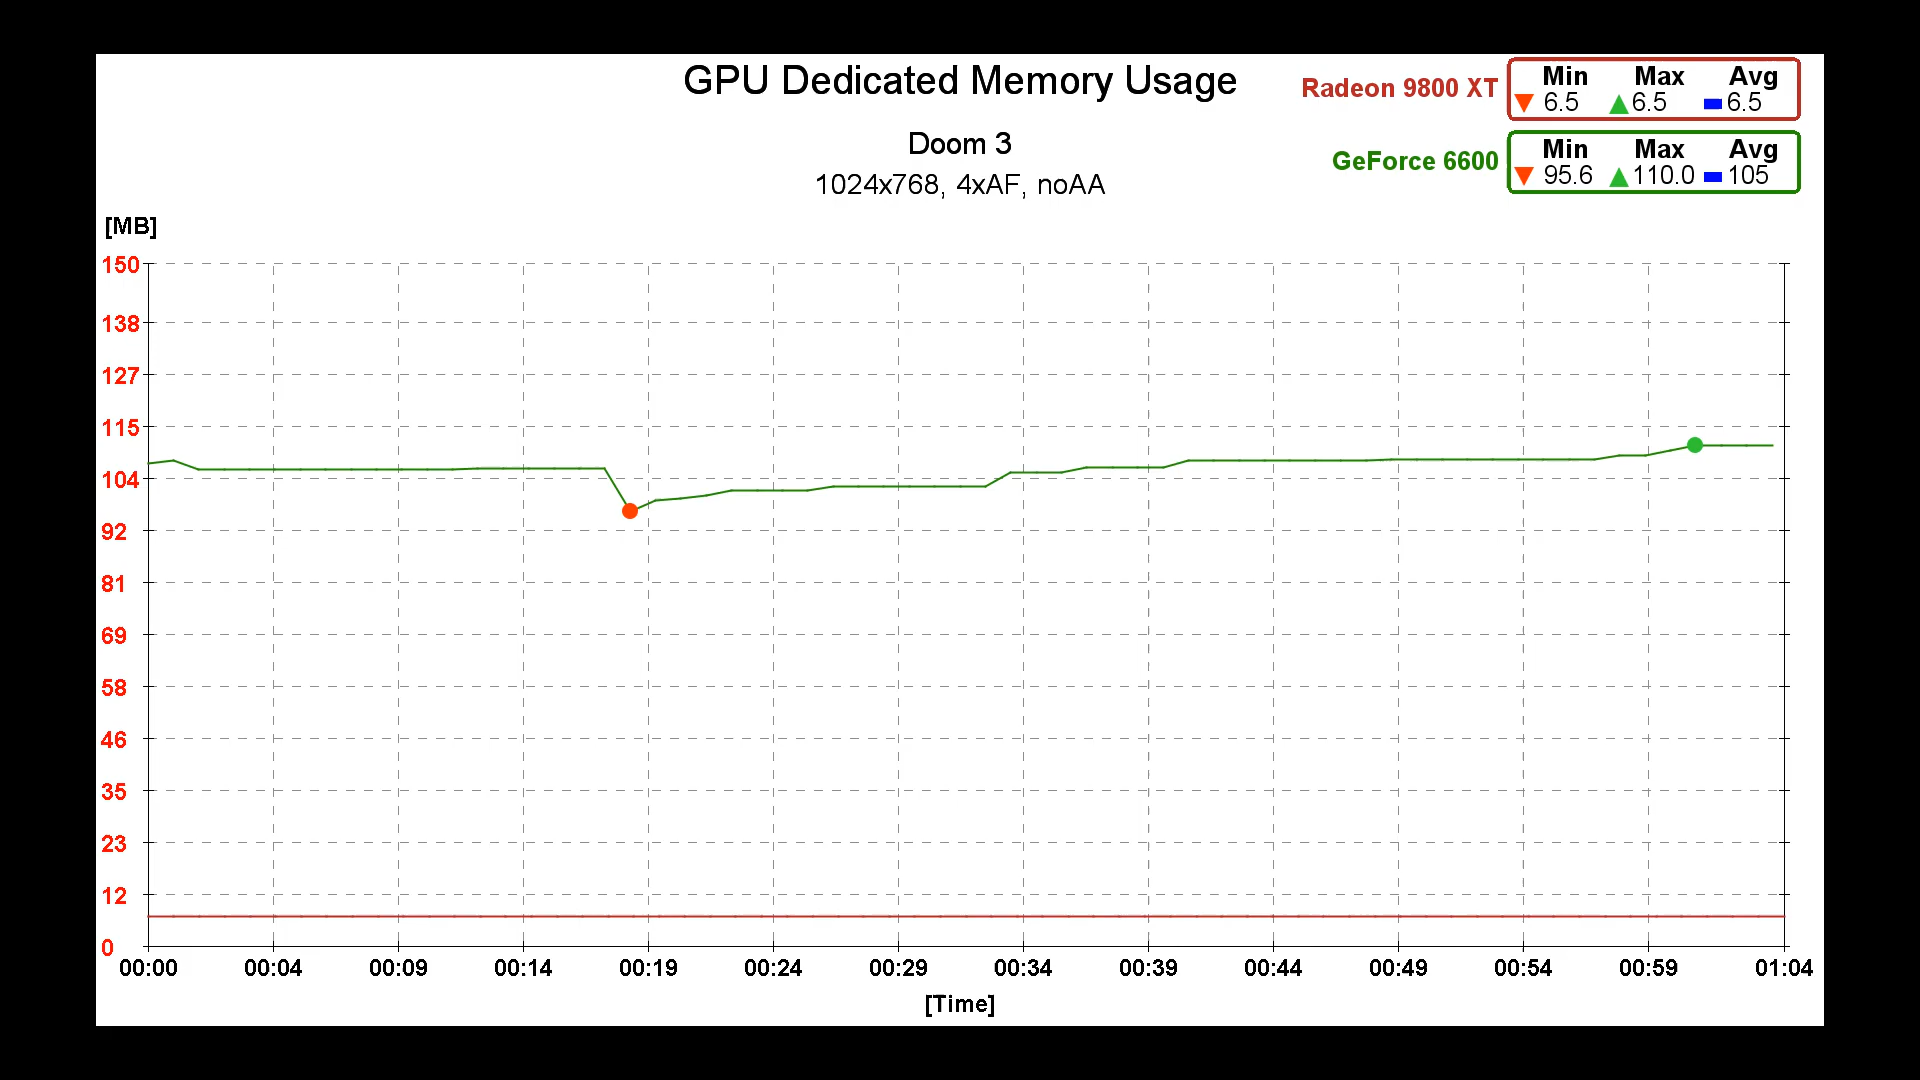 GPU Dedicated Memory Usage
Doom 3
1024x768, 4xAF, noAA
Radeon 9800 XT
Min Max Avg
6.5 6.5 6.5
GeForce 6600
Min Max Avg
95.6 110.0 105
[MB]
150
138
127
115
104
92
81
69
58
46
35
23
12
0
00:00 00:04 00:09 00:14 00:19 00:24 00:29 00:34 00:39 00:44 00:49 00:54 00:59 01:04
[Time]